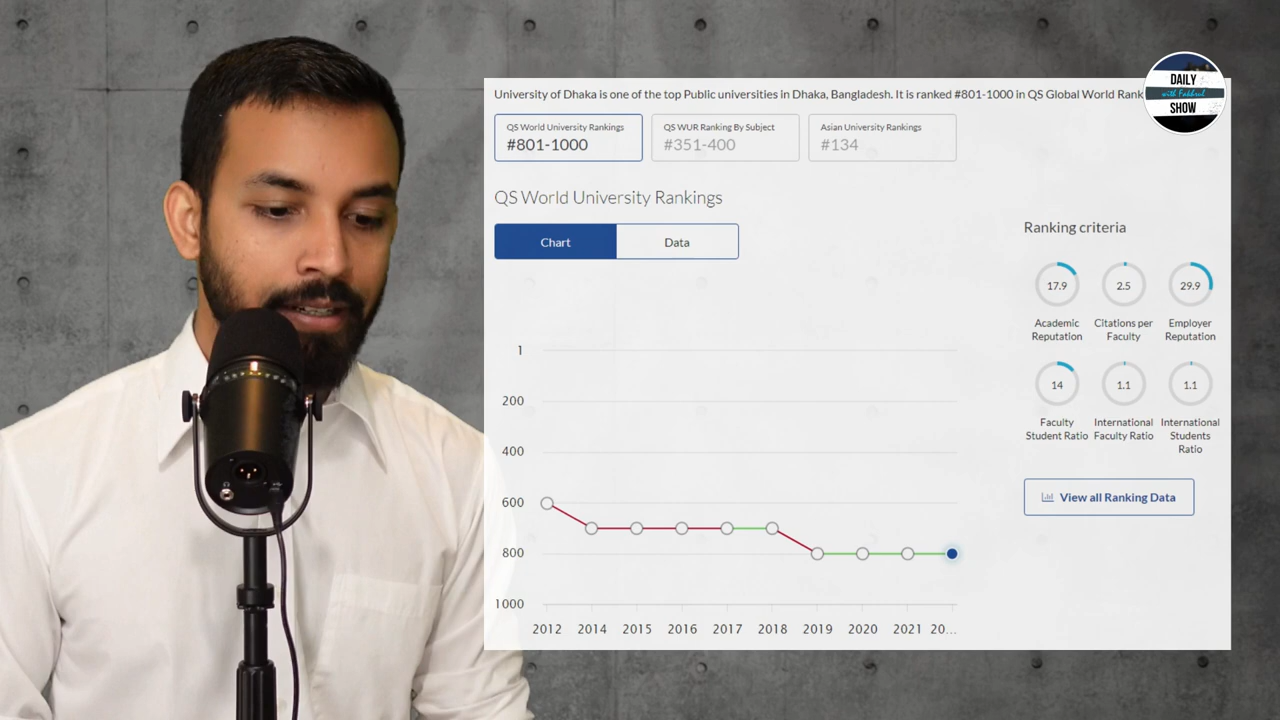 University of Dhaka is one of the top Public universities in Dhaka, Bangladesh. It is ranked #801-1000 in QS Global World Rank
DAILY
with Fakhrul
SHOW
QS World University Rankings
#801-1000
QS WUR Ranking By Subject
#351-400
Asian University Rankings
#134
QS World University Rankings
Chart
Data
1
200
400
600
800
1000
2012 2014 2015 2016 2017 2018 2019 2020 2021 20...
Ranking criteria
17.9
2.5
29.9
Academic
Reputation
Citations per
Faculty
Employer
Reputation
14
1.1
1.1
Faculty
Student Ratio
International
Faculty Ratio
International
Students
Ratio
View all Ranking Data